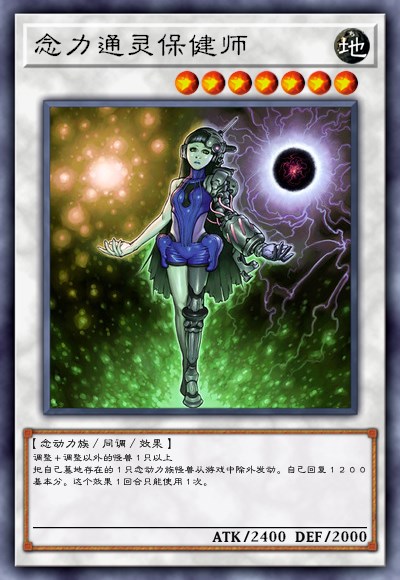 念力通灵保健师
地
【念动力族/同调/效果】
调整+调整以外的怪兽1只以上
把自己墓地存在的1只念动力族怪兽从游戏中除外发动。自己回复1200
基本分。这个效果1回合只能使用1次。
ATK/2400 DEF/2000